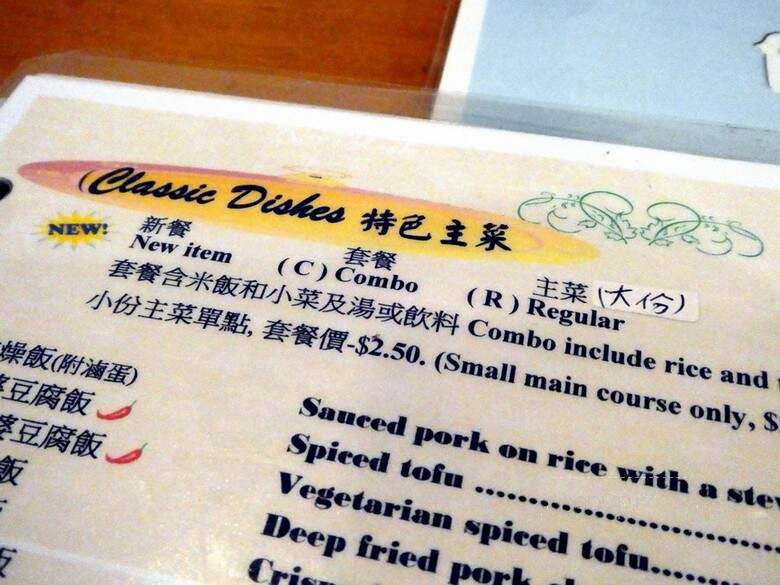 Classic Dishes 特色主菜
NEW! 新餐 套餐 主菜 (大份)
New item (C) Combo (R) Regular
套餐含米飯和小菜及湯或飲料 Combo include rice and
小份主菜單點, 套餐價-$2.50. (Small main course only, $
燥飯(附滷蛋) Sauced pork on rice with a
豆腐飯 Spiced tofu
豆腐飯 Vegetarian spiced tofu
飯 Deep fried pork